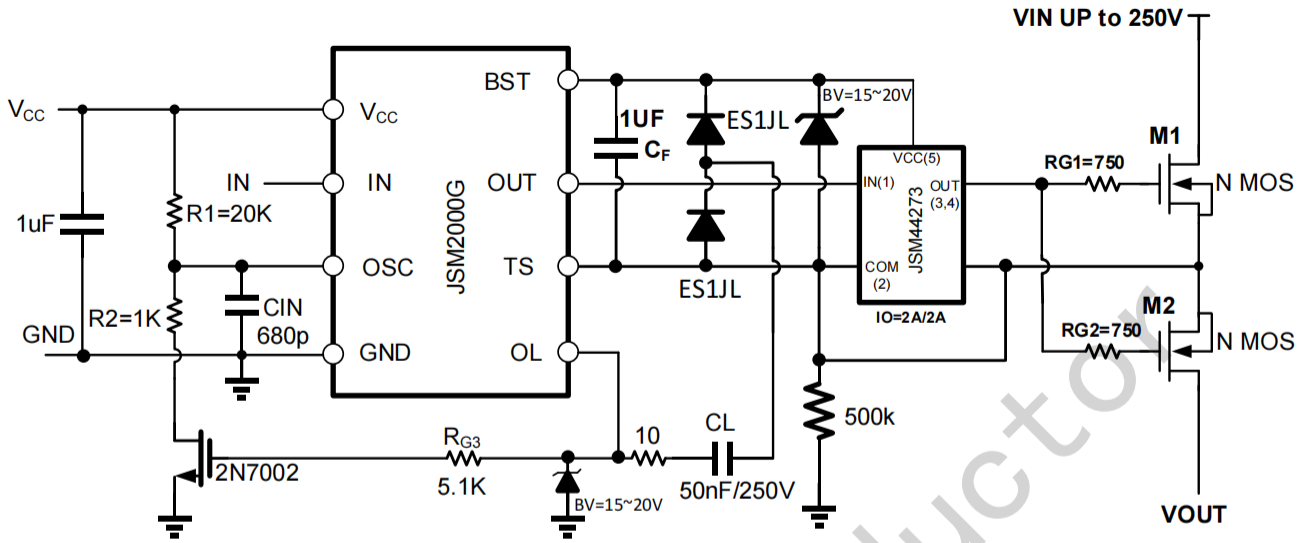 VIN UP to 250V
BST
BV=15~20V
VCC
VCC
1UF
CF
ES1JL
M1
VCC(5)
RG1=750
IN
IN
OUT
IN(1)
OUT
(3,4)
N MOS
R1=20K
1uF
JSM2000G
JSM44273
OSC
TS
COM
(2)
ES1JL
CIN
680p
R2=1K
IO=2A/2A
M2
GND
GND
OL
RG2=750
N MOS
500k
RG3
10
CL
2N7002
5.1K
50nF/250V
BV=15~20V
VOUT
ductor